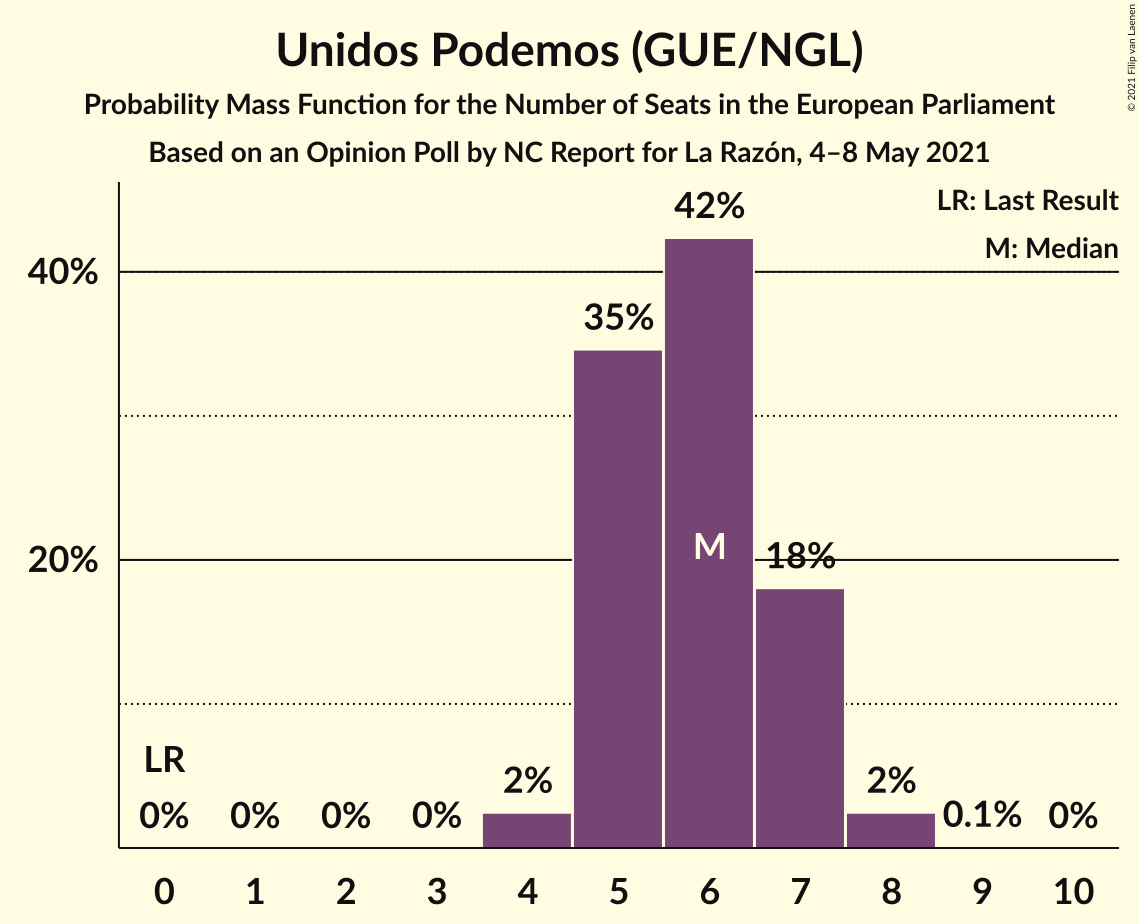 Unidos Podemos (GUE/NGL)
Probability Mass Function for the Number of Seats in the European Parliament
Based on an Opinion Poll by NC Report for La Razón, 4–8 May 2021
© 2021 Filip van Laenen
LR: Last Result
M: Median
42%
40%
35%
M
20%
18%
LR
2%
2%
0%
0%
0%
0%
0.1%
0%
0 1 2 3 4 5 6 7 8 9 10